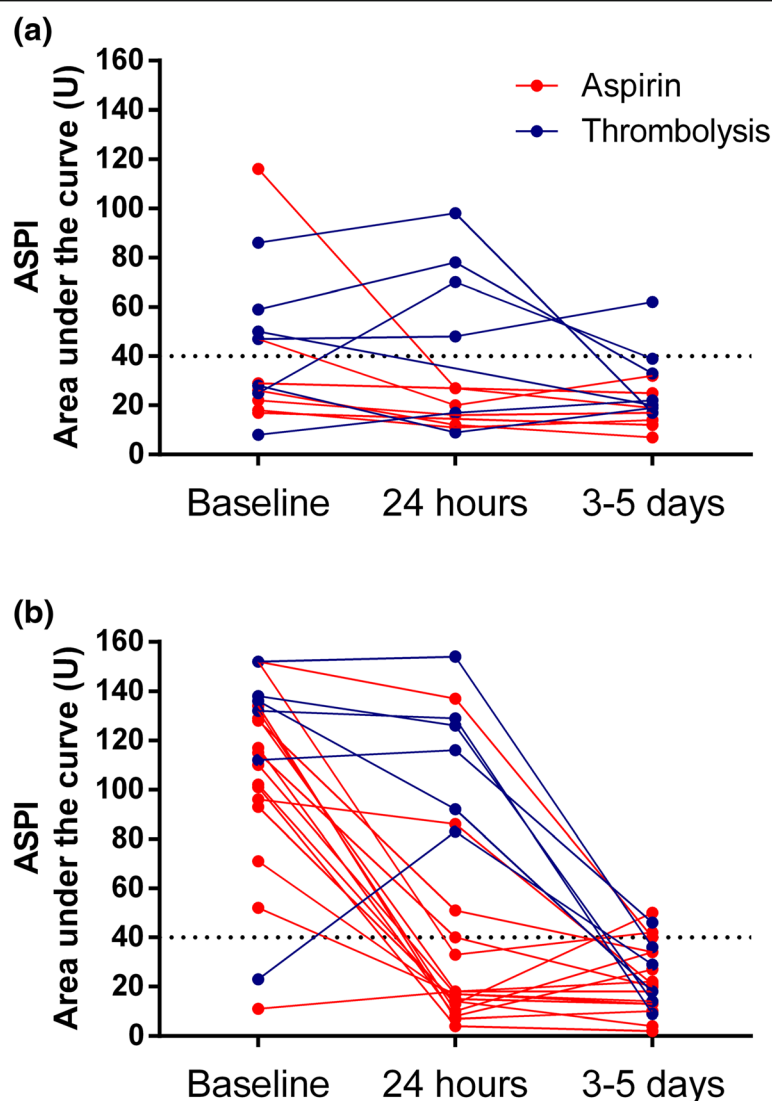 (a)
ASPI
Area under the curve (U)
160
140
120
100
80
60
40
20
0
Aspirin
Thrombolysis
Baseline 24 hours 3-5 days
(b)
ASPI
Area under the curve (U)
160
140
120
100
80
60
40
20
0
Baseline 24 hours 3-5 days